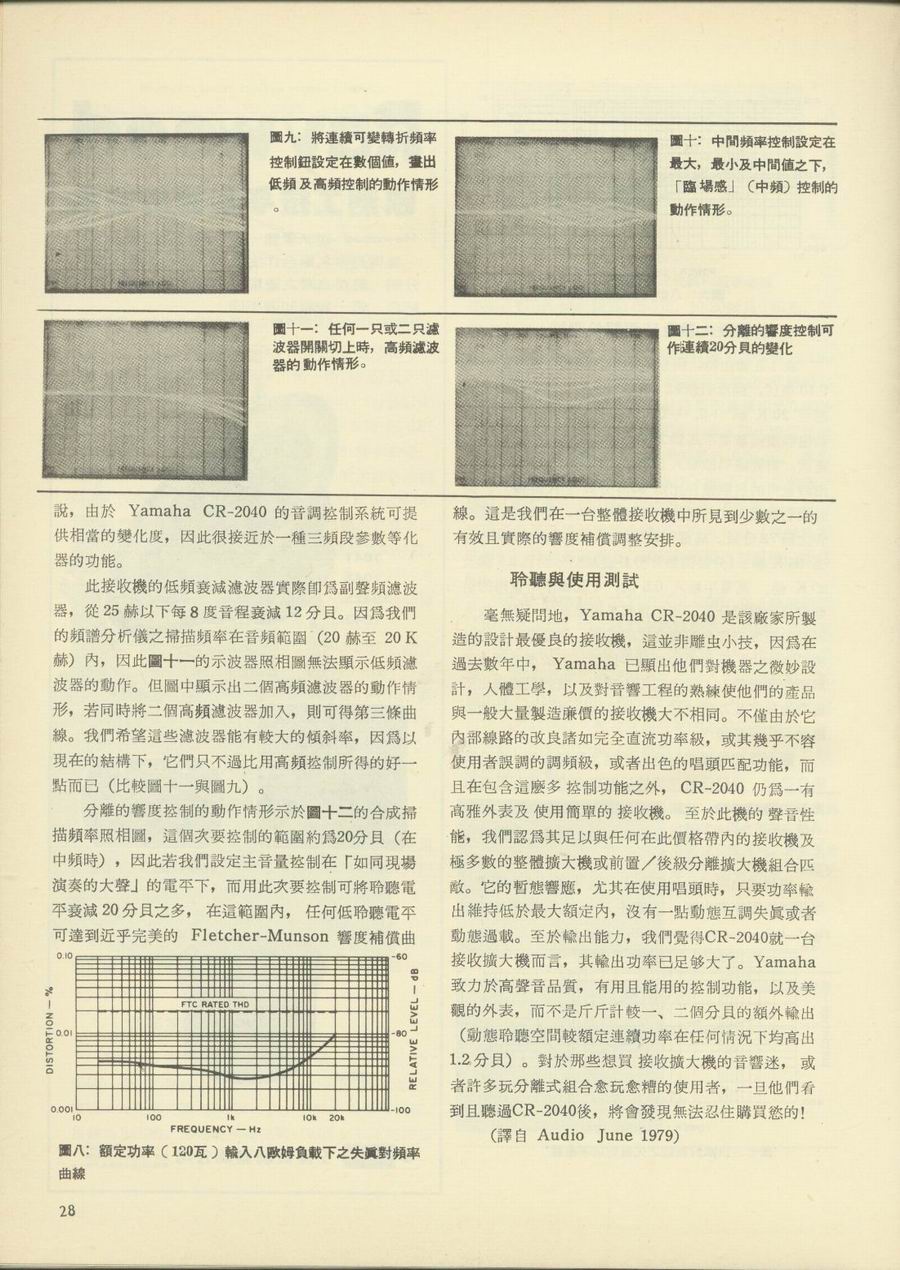 圖九：將連續可變轉折頻率
控制鈕設定在數個値，畫出
低頻及高頻控制的動作情形
。
圖十：中間頻率控制設定在
最大，最小及中間値之下，
「臨場感」（中頻）控制的
動作情形。
圖十一：任何一只或二只濾
波器開關切上時，高頻濾波
器的動作情形。
圖十二：分離的響度控制可
作連續20分貝的變化
說，由於 Yamaha CR-2040 的音調控制系統可提
供相當的變化度，因此很接近於一種三頻段參數等化
器的功能。
此接收機的低頻衰減濾波器實際卽爲副聲頻濾波
器，從 25 赫以下每 8 度音程衰減 12 分貝。因爲我們
的頻譜分析儀之掃描頻率在音頻範圍（20 赫至 20 K
赫）內，因此圖十一的示波器照相圖無法顯示低頻濾
波器的動作。但圖中顯示出二個高頻濾波器的動作情
形，若同時將二個高頻濾波器加入，則可得第三條曲
線。我們希望這些濾波器能有較大的傾斜率，因爲以
現在的結構下，它們只不過比用高頻控制所得的好一
點而已（比較圖十一與圖九）。
分離的響度控制的動作情形示於圖十二的合成掃
描頻率照相圖，這個次要控制的範圍約爲20分貝（在
中頻時），因此若我們設定主音量控制在「如同現場
演奏的大聲」的電平下，而用此次要控制可將聆聽電
平衰減 20 分貝之多，在這範圍內，任何低聆聽電平
可達到近乎完美的 Fletcher-Munson 響度補償曲
0.10
-60
FTC RATED THD
DISTORTION — %
0.01
-80
RELATIVE LEVEL — dB
0.001
-100
10 100 1k 10k 20k
FREQUENCY — Hz
圖八：額定功率（120瓦）輸入八歐姆負載下之失眞對頻率
曲線
線。這是我們在一台整體接收機中所見到少數之一的
有效且實際的響度補償調整安排。
聆聽與使用測試
毫無疑問地，Yamaha CR-2040 是該廠家所製
造的設計最優良的接收機，這並非雕虫小技，因爲在
過去數年中， Yamaha 已顯出他們對機器之微妙設
計，人體工學，以及對音響工程的熟練使他們的產品
與一般大量製造廉價的接收機大不相同。不僅由於它
內部線路的改良諸如完全直流功率級，或其幾乎不容
使用者誤調的調頻級，或者出色的唱頭匹配功能，而
且在包含這麼多控制功能之外， CR-2040 仍爲一有
高雅外表及使用簡單的接收機。至於此機的聲音性
能，我們認爲其足以與任何在此價格帶內的接收機及
極多數的整體擴大機或前置／後級分離擴大機組合匹
敵。它的暫態響應，尤其在使用唱頭時，只要功率輸
出維持低於最大額定內，沒有一點動態互調失眞或者
動態過載。至於輸出能力，我們覺得CR-2040就一台
接收擴大機而言，其輸出功率已足够大了。Yamaha
致力於高聲音品質，有用且能用的控制功能，以及美
觀的外表，而不是斤斤計較一、二個分貝的額外輸出
（動態聆聽空間較額定連續功率在任何情況下均高出
1.2 分貝）。對於那些想買接收擴大機的音響迷，或
者許多玩分離式組合愈玩愈糟的使用者，一旦他們看
到且聽過CR-2040後，將會發現無法忍住購買慾的！
（譯自 Audio June 1979）
28